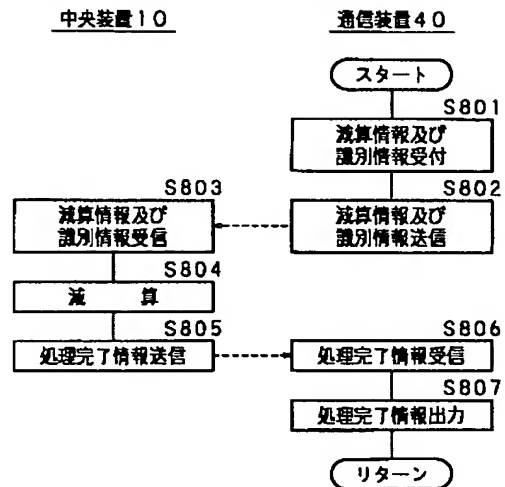 中央装置10
通信装置40
スタート
S801
減算情報及び
識別情報受付
S802
減算情報及び
識別情報送信
S803
減算情報及び
識別情報受信
S804
減 算
S805
処理完了情報送信
S806
処理完了情報受信
S807
処理完了情報出力
リターン